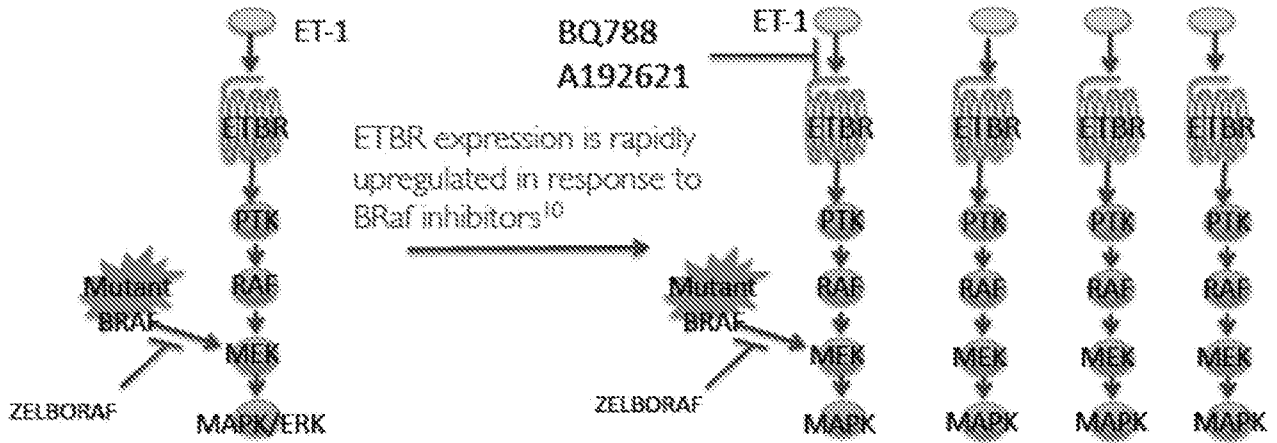 ET-1
ETBR
PTK
RAF
Mutant
BRAF
MEK
ZELBORAF
MAPK/ERK
ETBR expression is rapidly
upregulated in response to
BRaf inhibitors10
BQ788
A192621
ET-1
ETBR ETBR ETBR ETBR
PTK PTK PTK PTK
Mutant
BRAF
RAF RAF RAF RAF
MEK MEK MEK MEK
ZELBORAF
MAPK MAPK MAPK MAPK